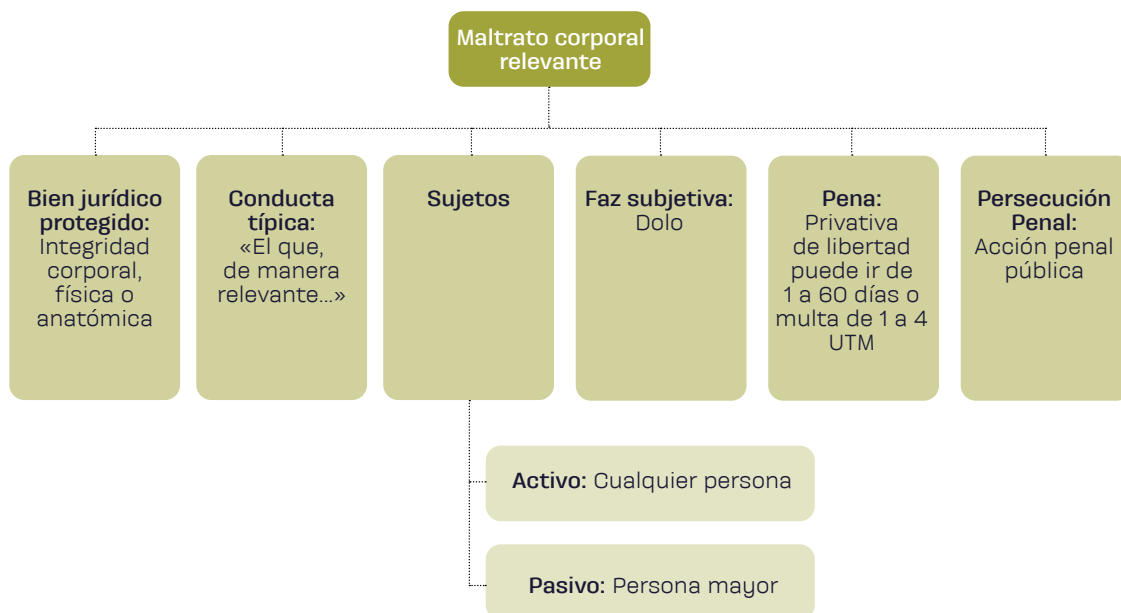 Maltrato corporal
relevante
Bien jurídico
protegido:
Integridad
corporal,
física o
anatómica
Conducta
típica:
«El que,
de manera
relevante...»
Sujetos
Faz subjetiva:
Dolo
Pena:
Privativa
de libertad
puede ir de
1 a 60 días o
multa de 1 a 4
UTM
Persecución
Penal:
Acción penal
pública
Activo: Cualquier persona
Pasivo: Persona mayor